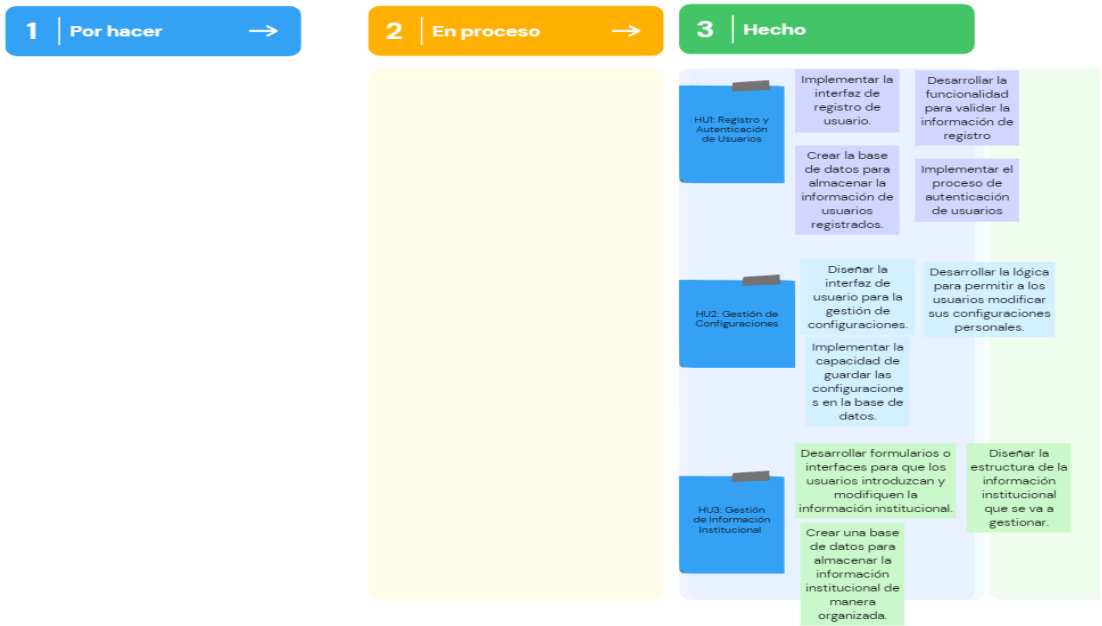 1 Por hacer
2 En proceso
3 Hecho
HU1: Registro y
Autenticación
de Usuarios
Implementar la
interfaz de
registro de
usuario.
Desarrollar la
funcionalidad
para validar la
información de
registro
Crear la base
de datos para
almacenar la
información de
usuarios
registrados.
Implementar el
proceso de
autenticación
de usuarios
HU2: Gestión de
Configuraciones
Diseñar la
interfaz de
usuario para la
gestión de
configuraciones.
Desarrollar la lógica
para permitir a los
usuarios modificar
sus configuraciones
personales.
Implementar la
capacidad de
guardar las
configuracione
s en la base de
datos.
HU3: Gestión
de Información
Institucional
Desarrollar formularios o
interfaces para que los
usuarios introduzcan y
modifiquen la
información institucional.
Diseñar la
estructura de la
información
institucional
que se va a
gestionar.
Crear una base
de datos para
almacenar la
información
institucional de
manera
organizada.